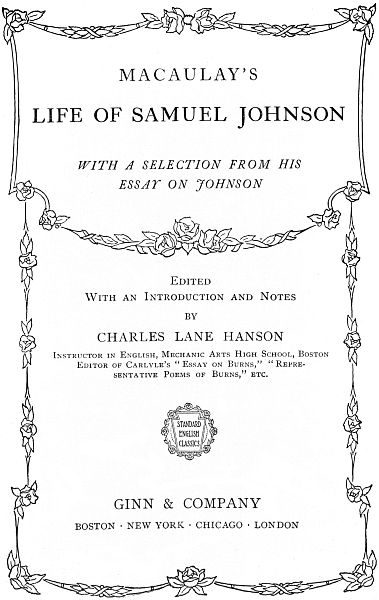 MACAULAY'S
LIFE OF SAMUEL JOHNSON
WITH A SELECTION FROM HIS
ESSAY ON JOHNSON
EDITED
WITH AN INTRODUCTION AND NOTES
BY
CHARLES LANE HANSON
INSTRUCTOR IN ENGLISH, MECHANIC ARTS HIGH SCHOOL, BOSTON
EDITOR OF CARLYLE'S "ESSAY ON BURNS," "REPRE-
SENTATIVE POEMS OF BURNS," ETC.
STANDARD
ENGLISH
CLASSICS
GINN & COMPANY
BOSTON · NEW YORK · CHICAGO · LONDON